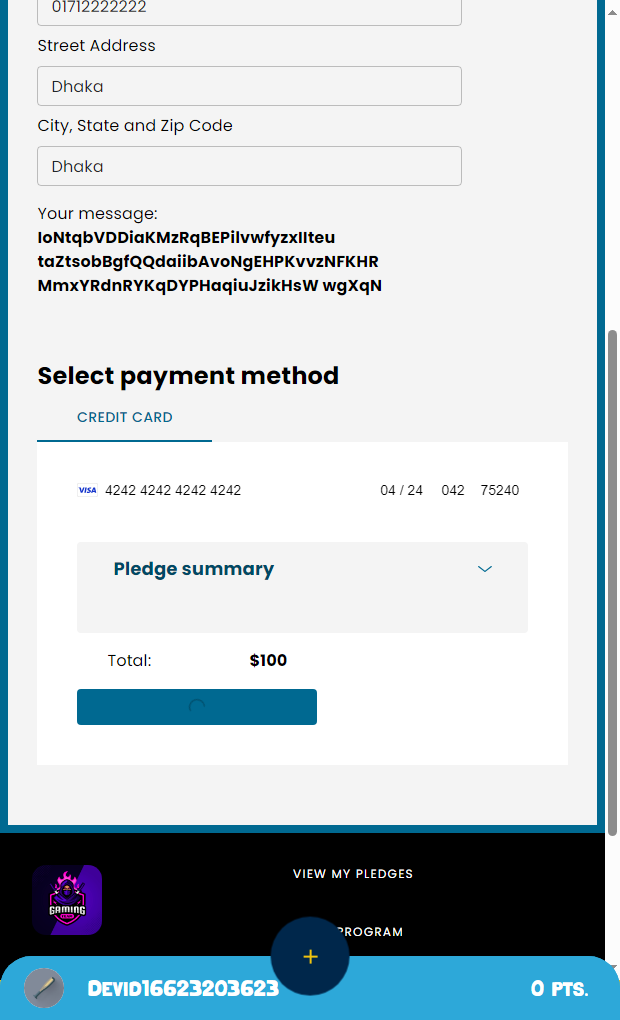 01712222222
Street Address
Dhaka
City, State and Zip Code
Dhaka
Your message:
IoNtqbVDDiaKMzRqBEPilvwfyzxIlteu
taZtsobBgfQQdaiibAvoNgEHPKvvzNFKHR
MmxYRdnRYKqDYPHaqiuJzikHsW wgXqN
Select payment method
CREDIT CARD
VISA 4242 4242 4242 4242 04 / 24 042 75240
Pledge summary
Total: $100
VIEW MY PLEDGES
GAMING
PROGRAM
+
Devid16623203623 0 PTS.